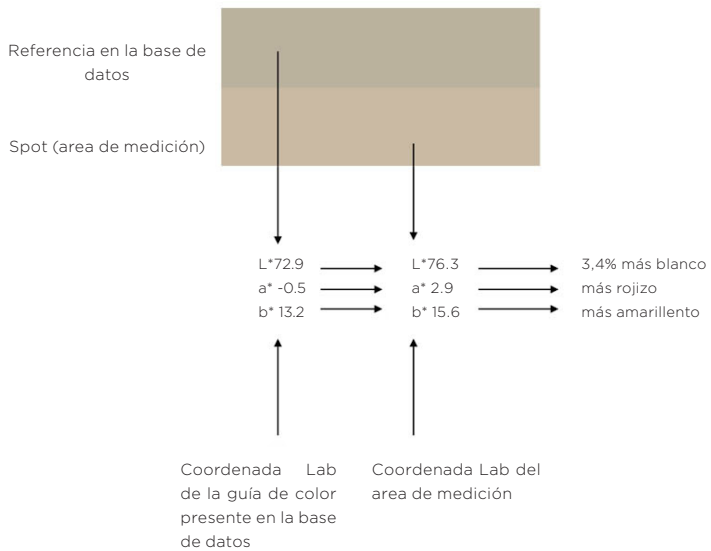 Referencia en la base de
datos
Spot (area de medición)
L*72.9 L*76.3 3,4% más blanco
a* -0.5 a* 2.9 más rojizo
b* 13.2 b* 15.6 más amarillento
Coordenada Lab
de la guía de color
presente en la base
de datos
Coordenada Lab del
area de medición